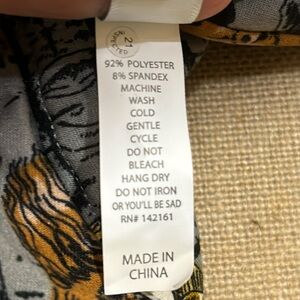 21
92% POLYESTER
8% SPANDEX
MACHINE
WASH
COLD
GENTLE
CYCLE
DO NOT
BLEACH
HANG DRY
DO NOT IRON
OR YOU'LL BE SAD
RN# 142161
MADE IN
CHINA